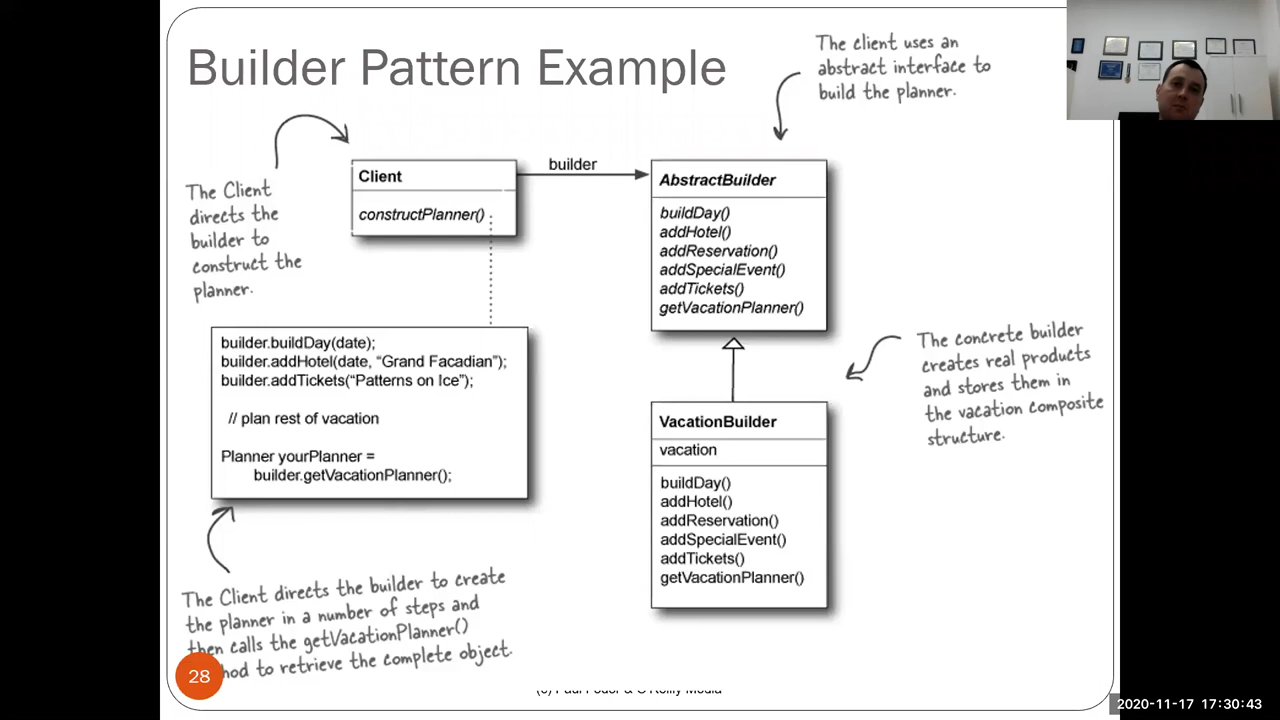 Builder Pattern Example
The client uses an
abstract interface to
build the planner.
The Client
directs the
builder to
construct the
planner.
Client
constructPlanner()
builder
AbstractBuilder
buildDay()
addHotel()
addReservation()
addSpecialEvent()
addTickets()
getVacationPlanner()
builder.buildDay(date);
builder.addHotel(date, “Grand Facadian”);
builder.addTickets(“Patterns on Ice”);
// plan rest of vacation
Planner yourPlanner =
builder.getVacationPlanner();
The concrete builder
creates real products
and stores them in
the vacation composite
structure.
VacationBuilder
vacation
buildDay()
addHotel()
addReservation()
addSpecialEvent()
addTickets()
getVacationPlanner()
The Client directs the builder to create
the planner in a number of steps and
then calls the getVacationPlanner()
hod to retrieve the complete object.
28
(c) Paul Fodor & O'Reilly Media
2020-11-17 17:30:43